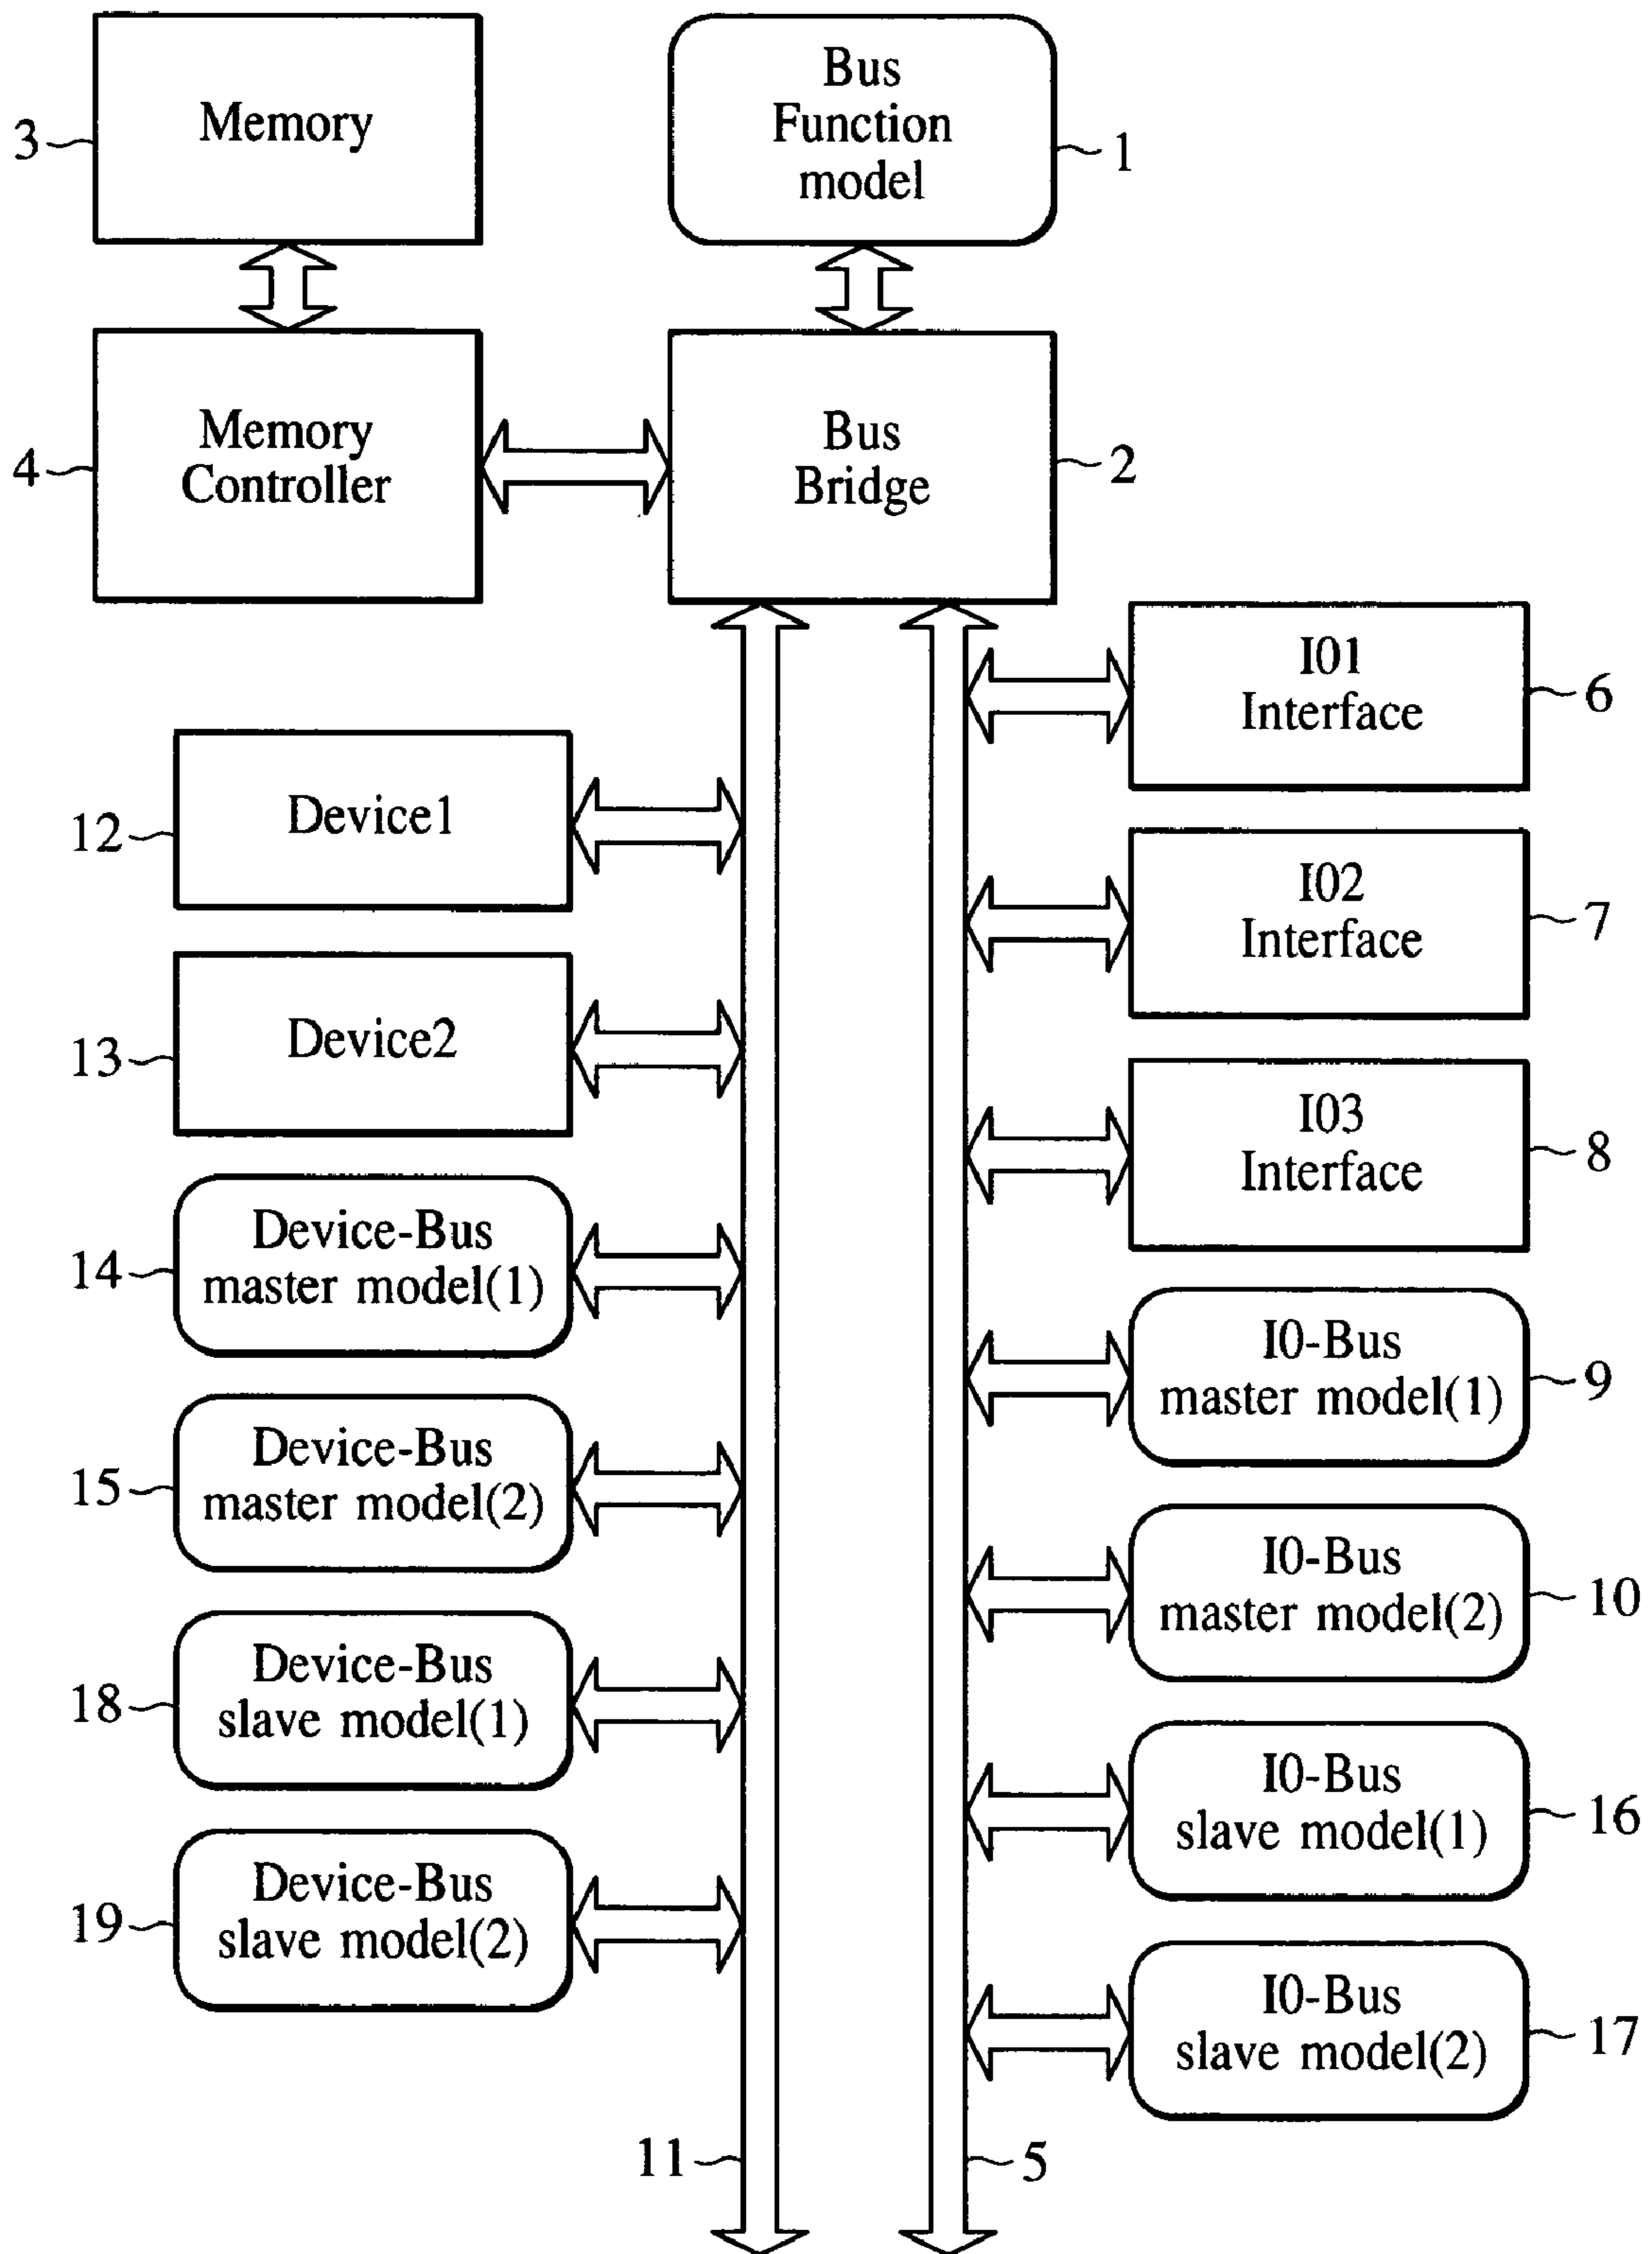 Memory
3
Bus
Function
model
1
Memory
Controller
4
Bus
Bridge
2
I01
Interface
6
Device1
12
I02
Interface
7
Device2
13
I03
Interface
8
Device-Bus
master model(1)
14
I0-Bus
master model(1)
9
Device-Bus
master model(2)
15
I0-Bus
master model(2)
10
Device-Bus
slave model(1)
18
I0-Bus
slave model(1)
16
Device-Bus
slave model(2)
19
I0-Bus
slave model(2)
17
11
5